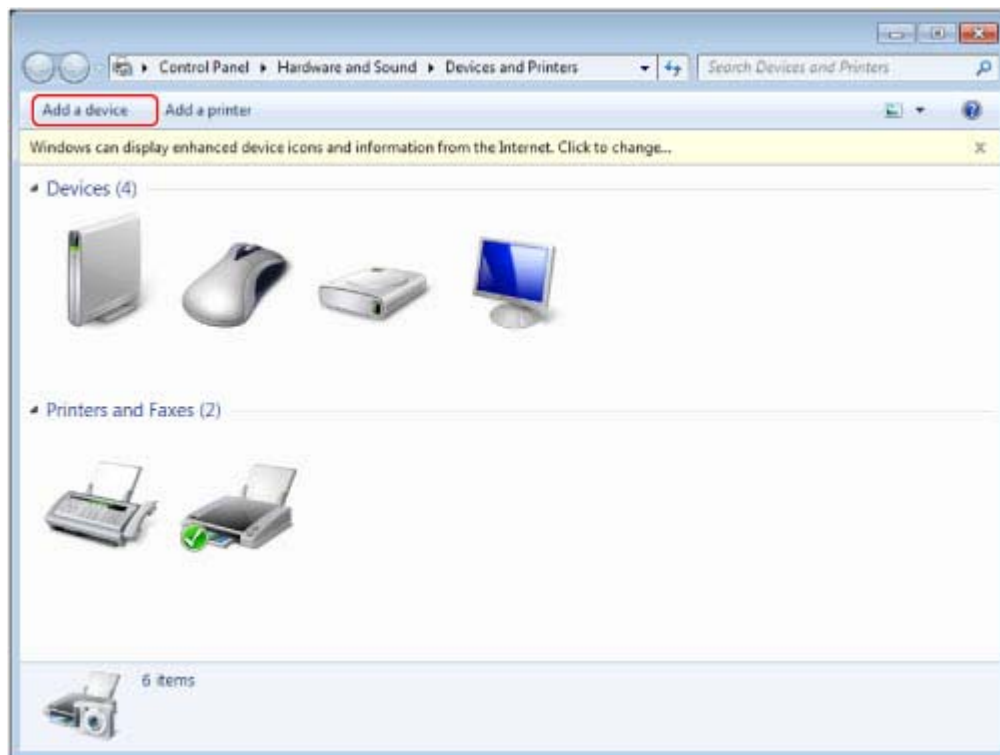 Control Panel Hardware and Sound Devices and Printers Search Devices and Printers
Add a device Add a printer
Windows can display enhanced device icons and information from the Internet. Click to change...
Devices (4)
Printers and Faxes (2)
6 items